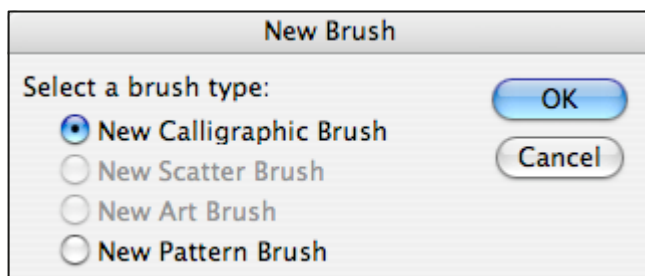 New Brush
Select a brush type:
OK
New Calligraphic Brush
Cancel
New Scatter Brush
New Art Brush
New Pattern Brush